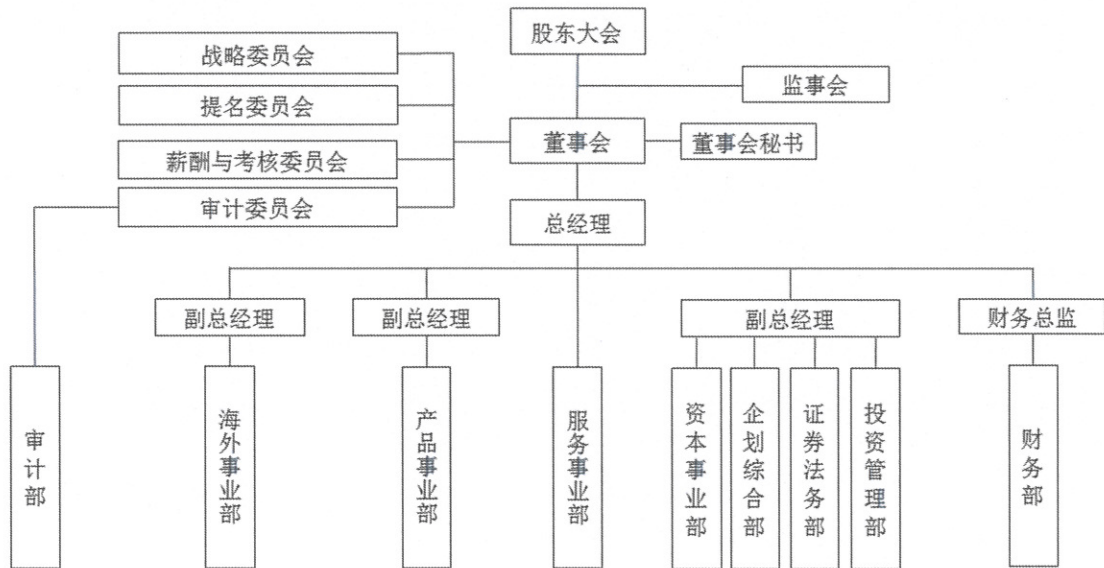 股东大会
战略委员会
监事会
提名委员会
董事会
董事会秘书
薪酬与考核委员会
审计委员会
总经理
副总经理
副总经理
副总经理
财务总监
审计部
海外事业部
产品事业部
服务事业部
资本事业部
企划综合部
证券法务部
投资管理部
财务部